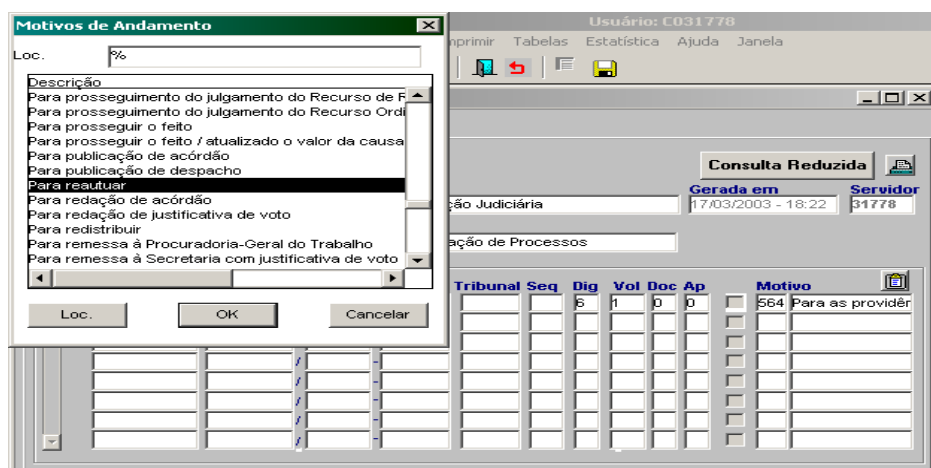 Motivos de Andamento
Usuário: C031778
Loc. %
mprimir Tabelas Estatística Ajuda Janela
Descrição
Para prosseguimento do julgamento do Recurso de R
Para prosseguimento do julgamento do Recurso Ordi
Para prosseguir o feito
Para prosseguir o feito / atualizado o valor da causa
Para publicação de acórdão
Para publicação de despacho
Para reautuar
Para redação de acórdão
Para redação de justificativa de voto
Para redistribuir
Para remessa à Procuradoria-Geral do Trabalho
Para remessa à Secretaria com justificativa de voto
Loc. OK Cancelar
Consulta Reduzida
Gerada em Servidor
ção Judiciária 17/03/2003 - 18:22 31778
ação de Processos
Tribunal Seq Dig Vol Doc Ap Motivo
6 1 0 0 564 Para as providên
/ -
/ -
/ -
/ -
/ -